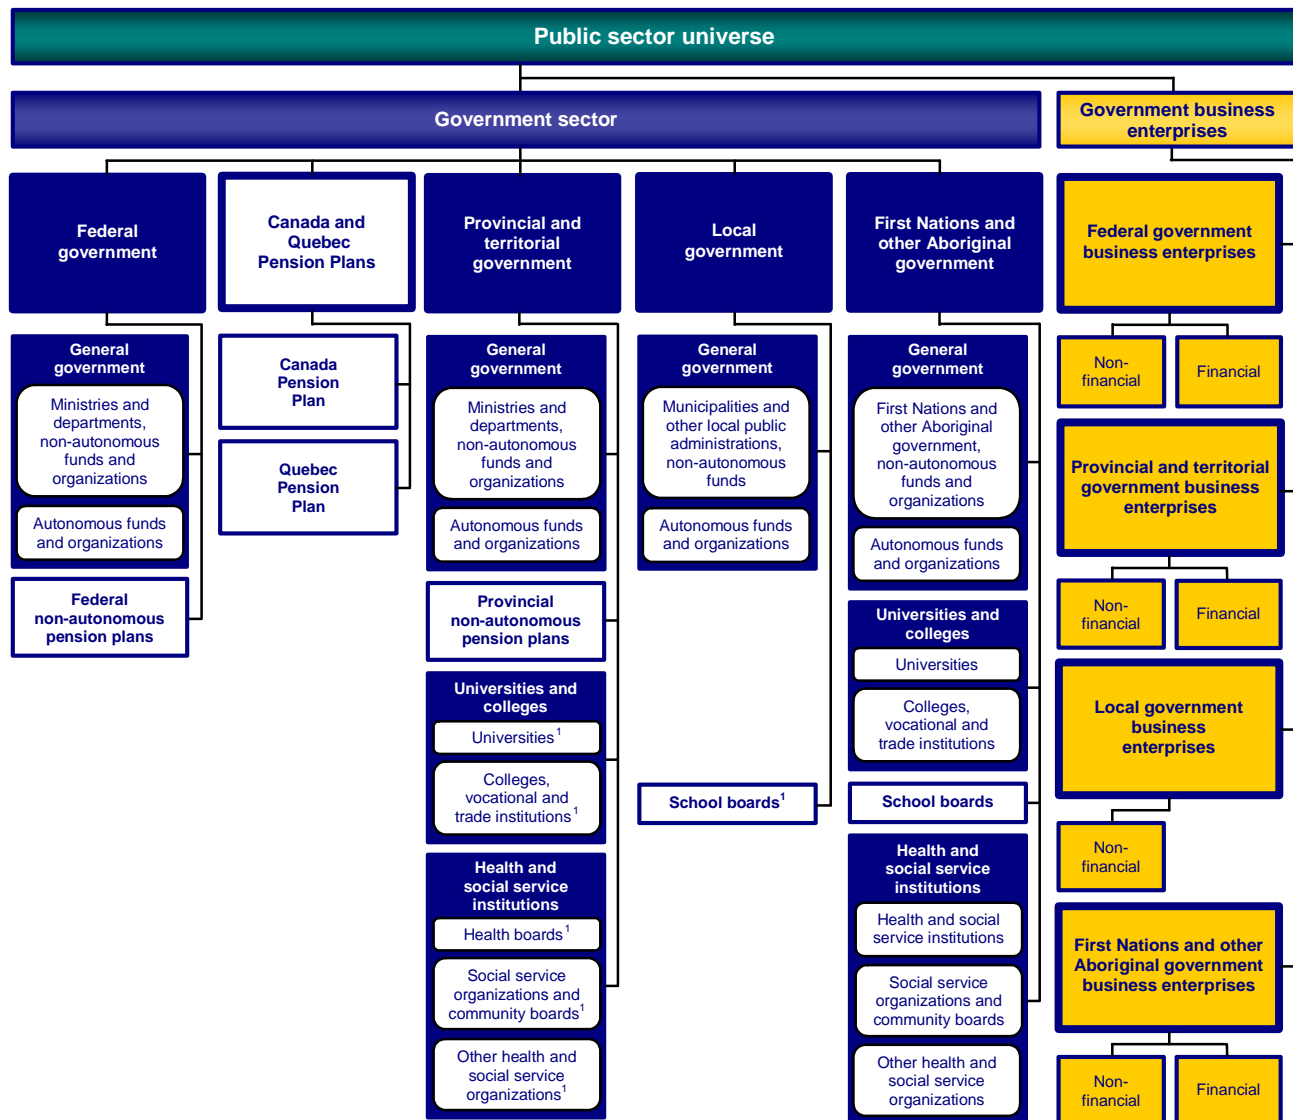 Public sector universe
Government sector
Government business
enterprises
Federal
government
General
government
Ministries and
departments,
non-autonomous
funds and
organizations
Autonomous funds
and organizations
Federal
non-autonomous
pension plans
Canada and
Quebec
Pension Plans
Canada
Pension
Plan
Quebec
Pension
Plan
Provincial and
territorial
government
General
government
Ministries and
departments,
non-autonomous
funds and
organizations
Autonomous funds
and organizations
Provincial
non-autonomous
pension plans
Universities and
colleges
Universities¹
Colleges,
vocational and
trade institutions¹
Health and
social service
institutions
Health boards¹
Social service
organizations and
community boards¹
Other health and
social service
organizations¹
Local
government
General
government
Municipalities and
other local public
administrations,
non-autonomous
funds
Autonomous funds
and organizations
School boards¹
First Nations and
other Aboriginal
government
General
government
First Nations and
other Aboriginal
government,
non-autonomous
funds and
organizations
Autonomous funds
and organizations
Universities and
colleges
Universities
Colleges,
vocational and
trade institutions
School boards
Health and
social service
institutions
Health and social
service institutions
Social service
organizations and
community boards
Other health and
social service
organizations
Federal government
business enterprises
Non-
financial
Financial
Provincial and territorial
government business
enterprises
Non-
financial
Financial
Local government
business
enterprises
Non-
financial
First Nations and other
Aboriginal government
business enterprises
Non-
financial
Financial